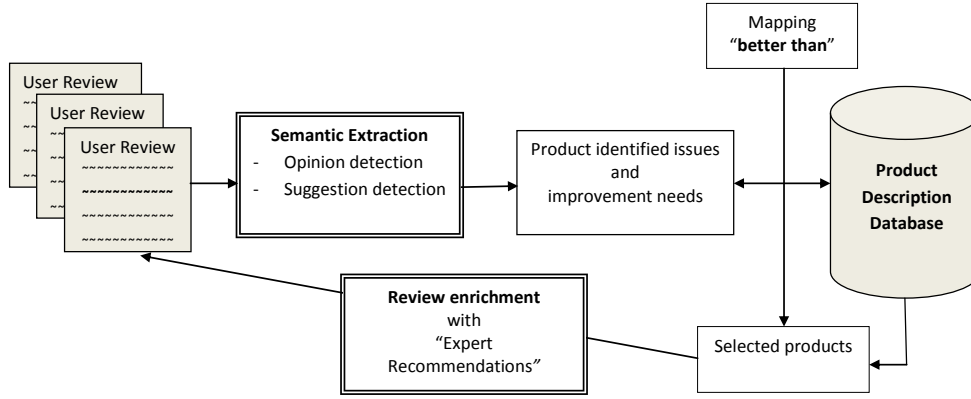 Mapping
“better than”
User Review
User Review
User Review
~~~~~~~~~~~~
~~~~~~~~~~~~
~~~~~~~~~~~~
~~~~~~~~~~~~
Semantic Extraction
- Opinion detection
- Suggestion detection
Product identified issues
and
improvement needs
Product
Description
Database
Review enrichment
with
“Expert
Recommendations”
Selected products